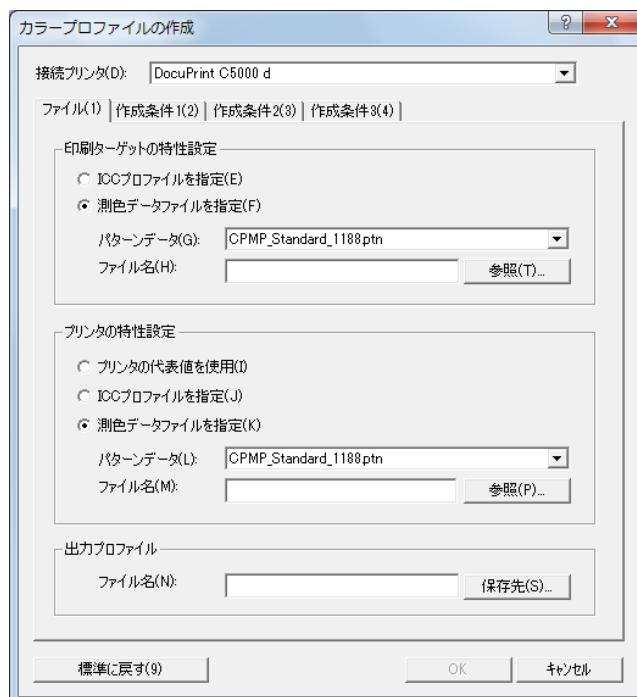 カラープロファイルの作成
接続プリンタ(D): DocuPrint C5000 d
ファイル(1) 作成条件1(2) 作成条件2(3) 作成条件3(4)
印刷ターゲットの特性設定
ICCプロファイルを指定(E)
測色データファイルを指定(F)
パターンデータ(G): CPMP_Standard_1188.ptn
ファイル名(H): 参照(T)...
プリンタの特性設定
プリンタの代表値を使用(I)
ICCプロファイルを指定(J)
測色データファイルを指定(K)
パターンデータ(L): CPMP_Standard_1188.ptn
ファイル名(M): 参照(P)...
出力プロファイル
ファイル名(N): 保存先(S)...
標準に戻す(9) OK キャンセル